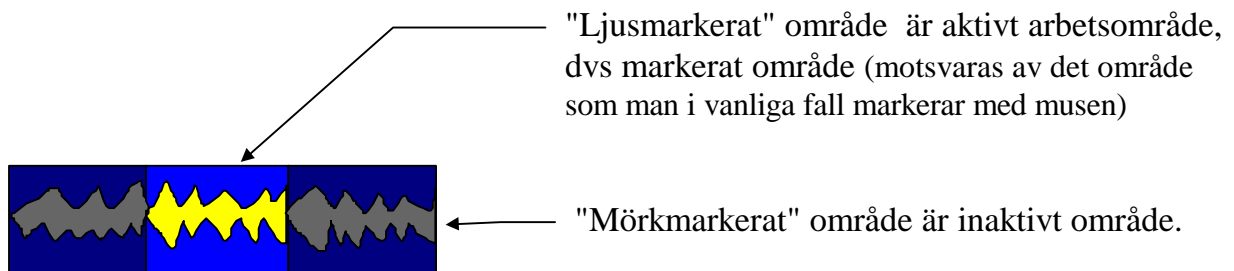 "Ljusmarkerat" område är aktivt arbetsområde,
dvs markerat område (motsvaras av det område
som man i vanliga fall markerar med musen)
"Mörkmarkerat" område är inaktivt område.